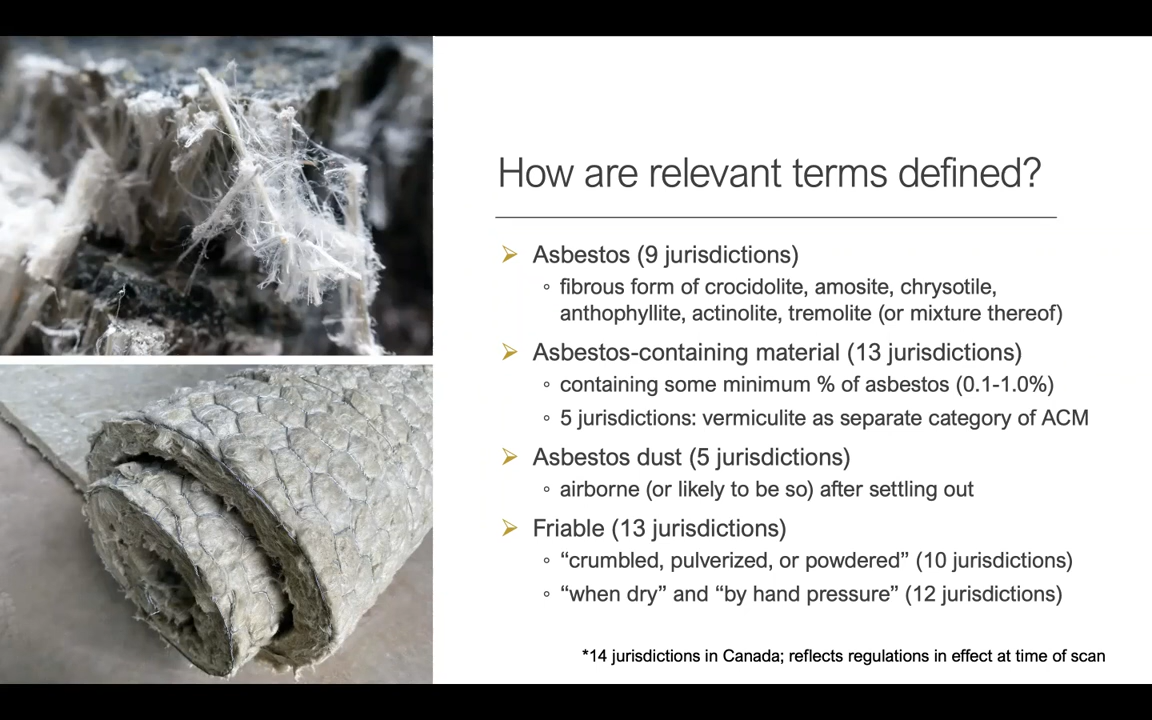 How are relevant terms defined?
Asbestos (9 jurisdictions)
fibrous form of crocidolite, amosite, chrysotile,
anthophyllite, actinolite, tremolite (or mixture thereof)
Asbestos-containing material (13 jurisdictions)
containing some minimum % of asbestos (0.1-1.0%)
5 jurisdictions: vermiculite as separate category of ACM
Asbestos dust (5 jurisdictions)
airborne (or likely to be so) after settling out
Friable (13 jurisdictions)
“crumbled, pulverized, or powdered” (10 jurisdictions)
“when dry” and “by hand pressure” (12 jurisdictions)
*14 jurisdictions in Canada; reflects regulations in effect at time of scan